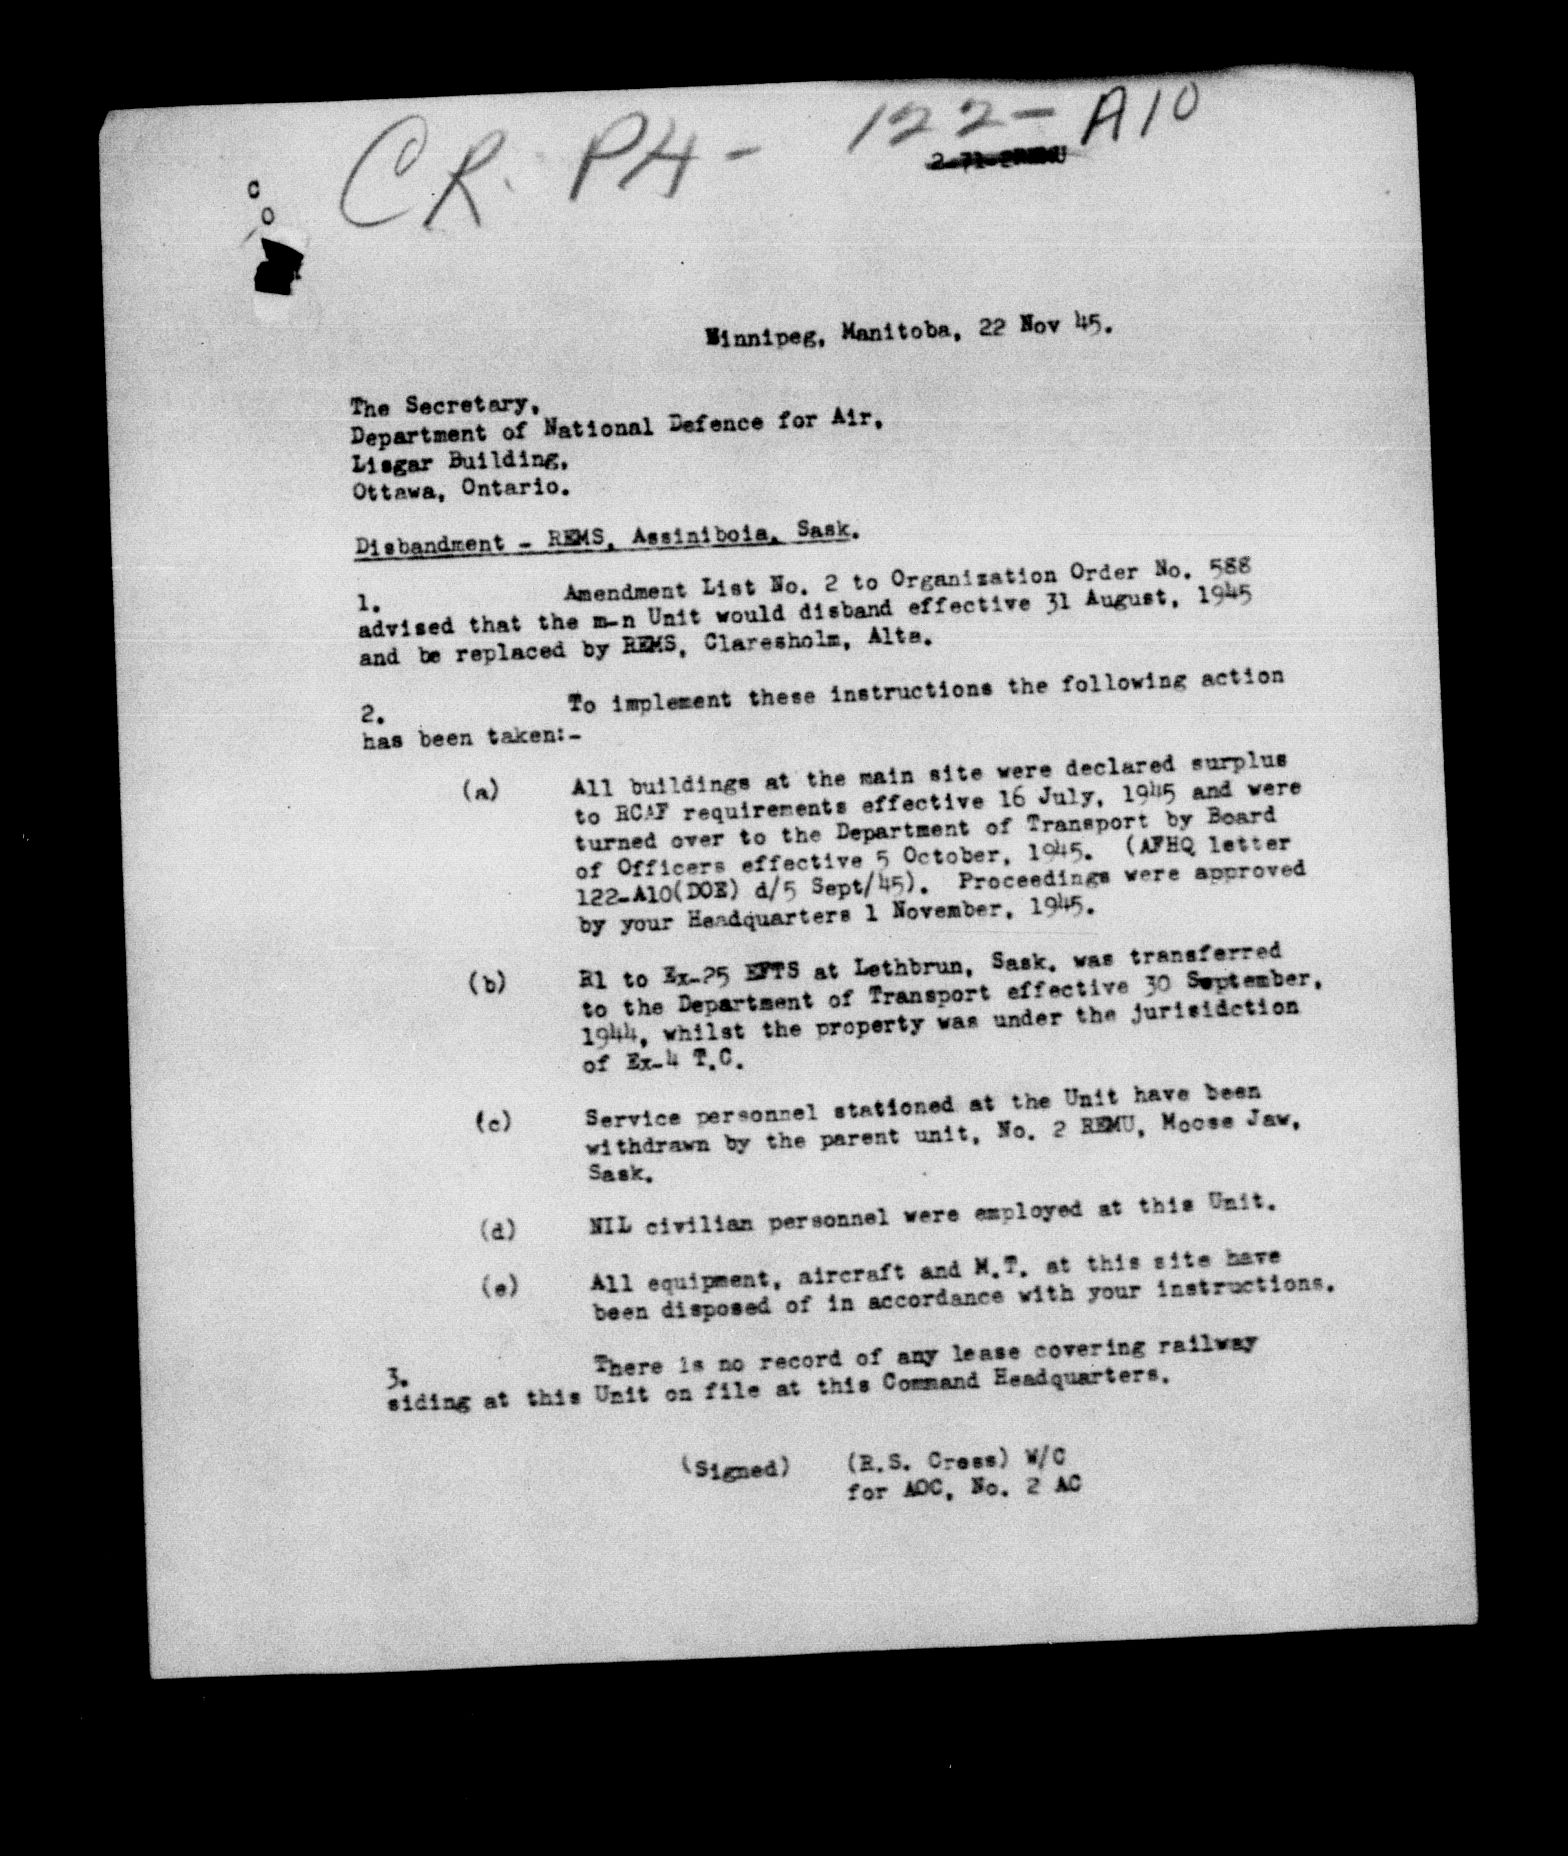 CR. P4 - 122-A10
Winnipeg, Manitoba, 22 Nov 45.
The Secretary,
Department of National Defence for Air,
Lisgar Building,
Ottawa, Ontario.
Disbandment - REMS, Assiniboia, Sask.
1. Amendment List No. 2 to Organization Order No. 588
advised that the m-n Unit would disband effective 31 August, 1945
and be replaced by REMS, Claresholm, Alta.
2. To implement these instructions the following action
has been taken:-
(a) All buildings at the main site were declared surplus
to RCAF requirements effective 16 July, 1945 and were
turned over to the Department of Transport by Board
of Officers effective 5 October, 1945. (AFHQ letter
122-A10(DOE) d/5 Sept/45). Proceedings were approved
by your Headquarters 1 November, 1945.
(b) R1 to Ex-25 EFTS at Lethbrun, Sask. was transferred
to the Department of Transport effective 30 September,
1944, whilst the property was under the jurisidction
of Ex-4 T.C.
(c) Service personnel stationed at the Unit have been
withdrawn by the parent unit, No. 2 REMU, Moose Jaw,
Sask.
(d) NIL civilian personnel were employed at this Unit.
(e) All equipment, aircraft and M.T. at this site have
been disposed of in accordance with your instructions.
3. There is no record of any lease covering railway
siding at this Unit on file at this Command Headquarters.
(Signed) (R.S. Cress) W/C
for AOC, No. 2 AC